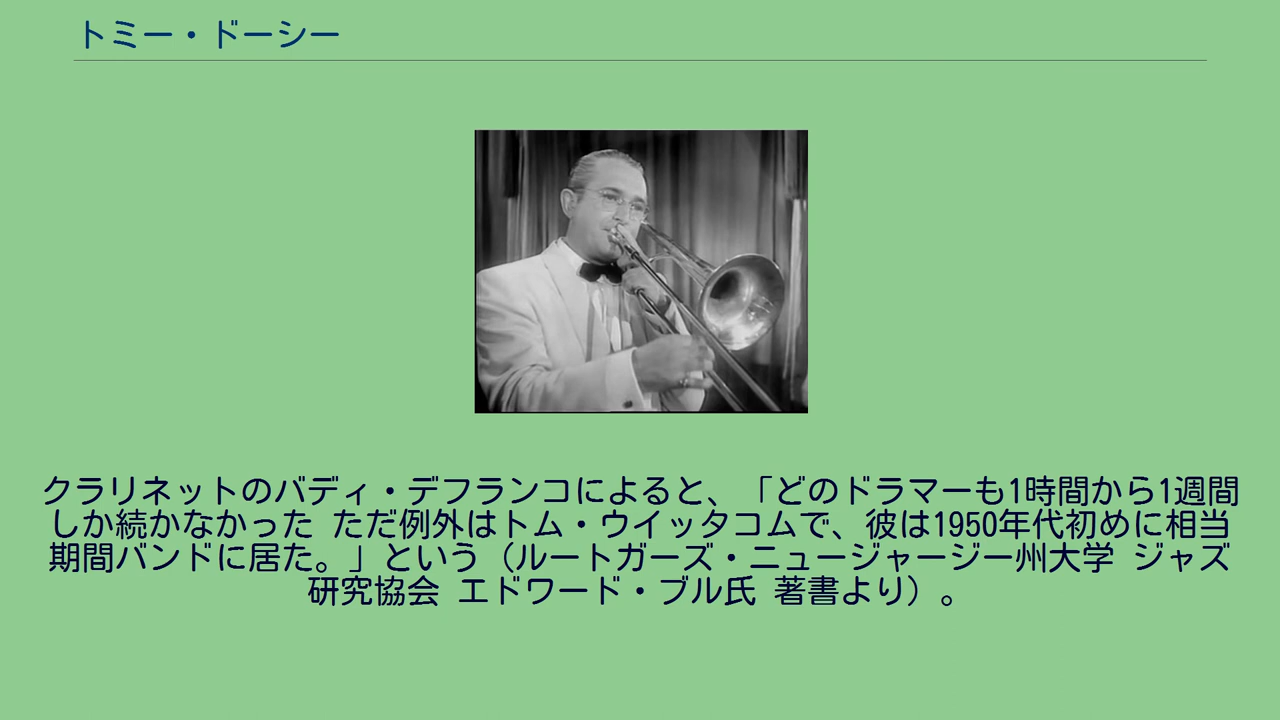 トミー・ドーシー
クラリネットのバディ・デフランコによると、「どのドラマーも1時間から1週間
しか続かなかった ただ例外はトム・ウイッタコムで、彼は1950年代初めに相当
期間バンドに居た。」という（ルートガーズ・ニュージャージー州大学 ジャズ
研究協会 エドワード・ブル氏 著書より）。